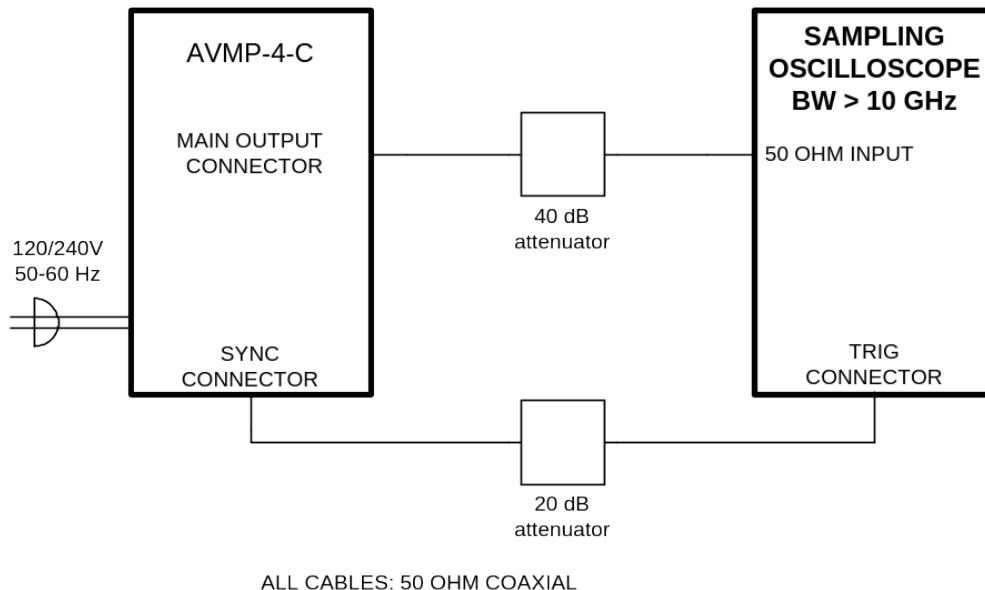 AVMP-4-C
MAIN OUTPUT
CONNECTOR
SAMPLING
OSCILLOSCOPE
BW > 10 GHz
50 OHM INPUT
40 dB
attenuator
120/240V
50-60 Hz
SYNC
CONNECTOR
TRIG
CONNECTOR
20 dB
attenuator
ALL CABLES: 50 OHM COAXIAL